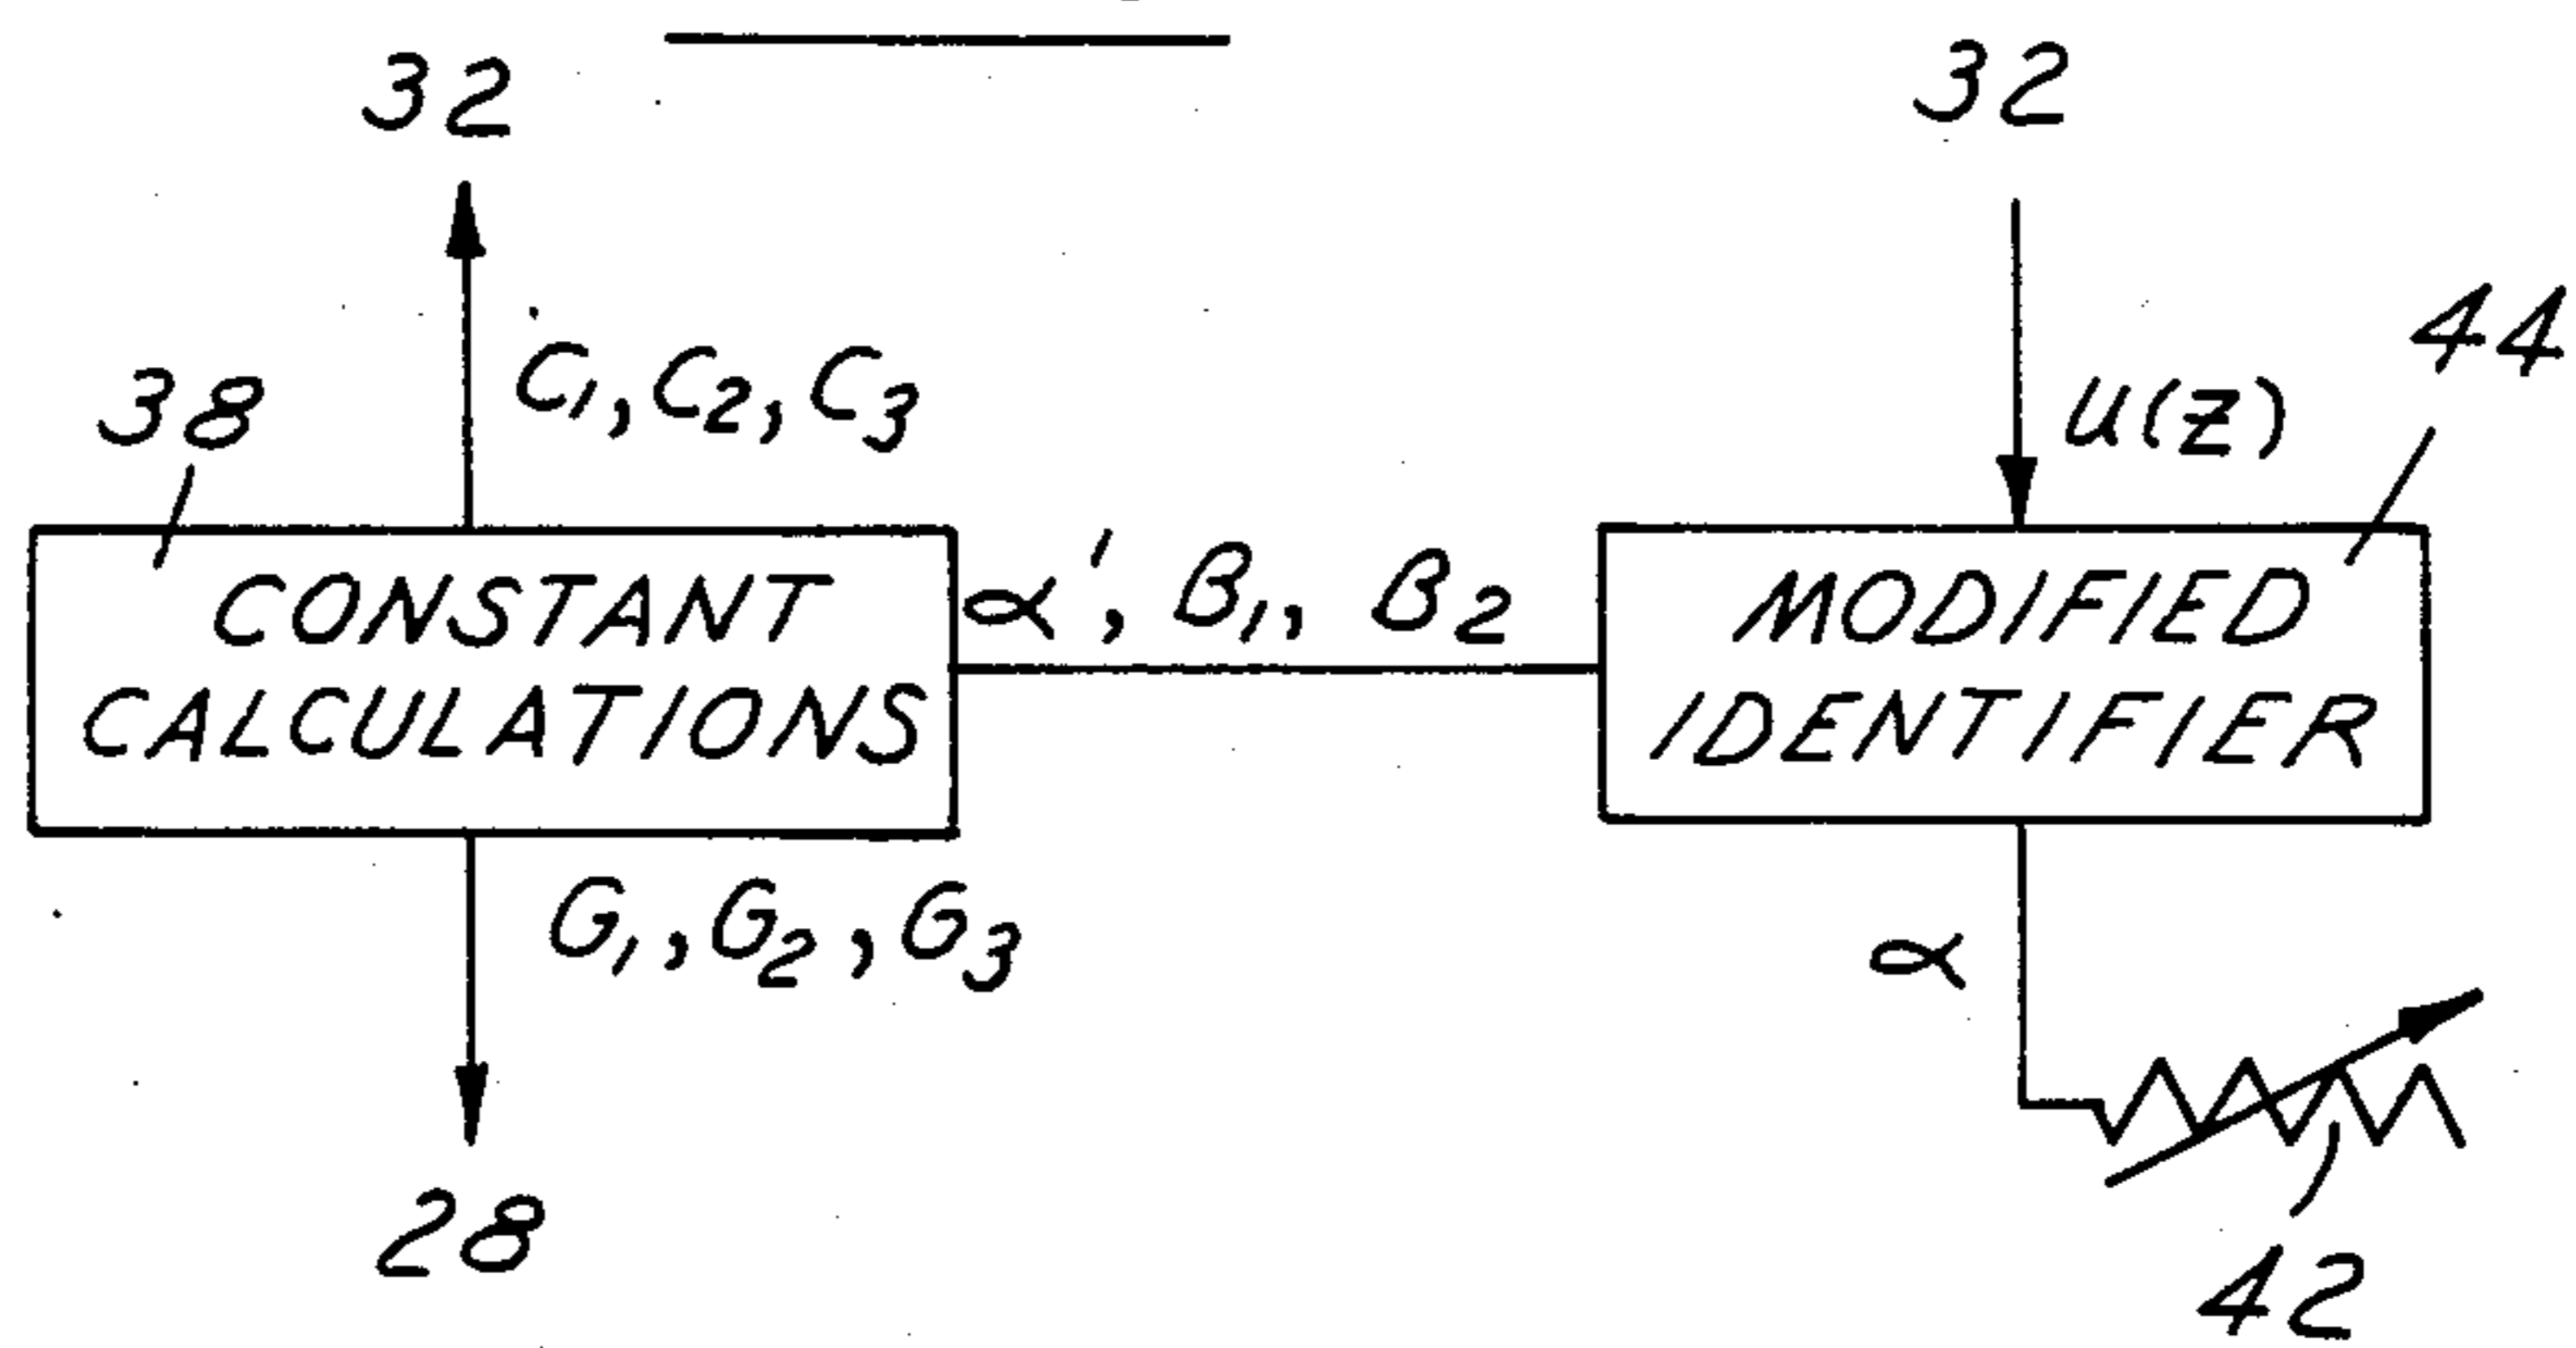 32
32
44
38
C1, C2, C3
U(Z)
CONSTANT
CALCULATIONS
α', B1, B2
MODIFIED
IDENTIFIER
G1, G2, G3
α
28
42